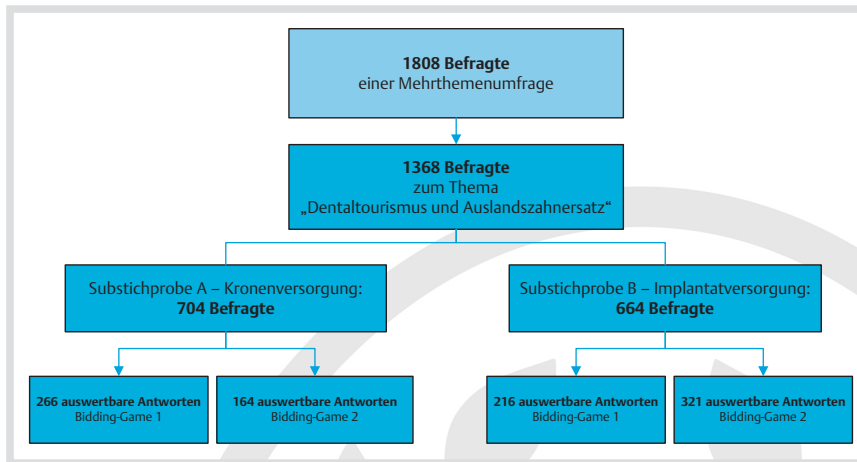 1808 Befragte
einer Mehrthemenumfrage
1368 Befragte
zum Thema
„Dentaltourismus und Auslandszahnersatz“
Substichprobe A – Kronenversorgung:
704 Befragte
Substichprobe B – Implantatversorgung:
664 Befragte
266 auswertbare Antworten
Bidding-Game 1
164 auswertbare Antworten
Bidding-Game 2
216 auswertbare Antworten
Bidding-Game 1
321 auswertbare Antworten
Bidding-Game 2